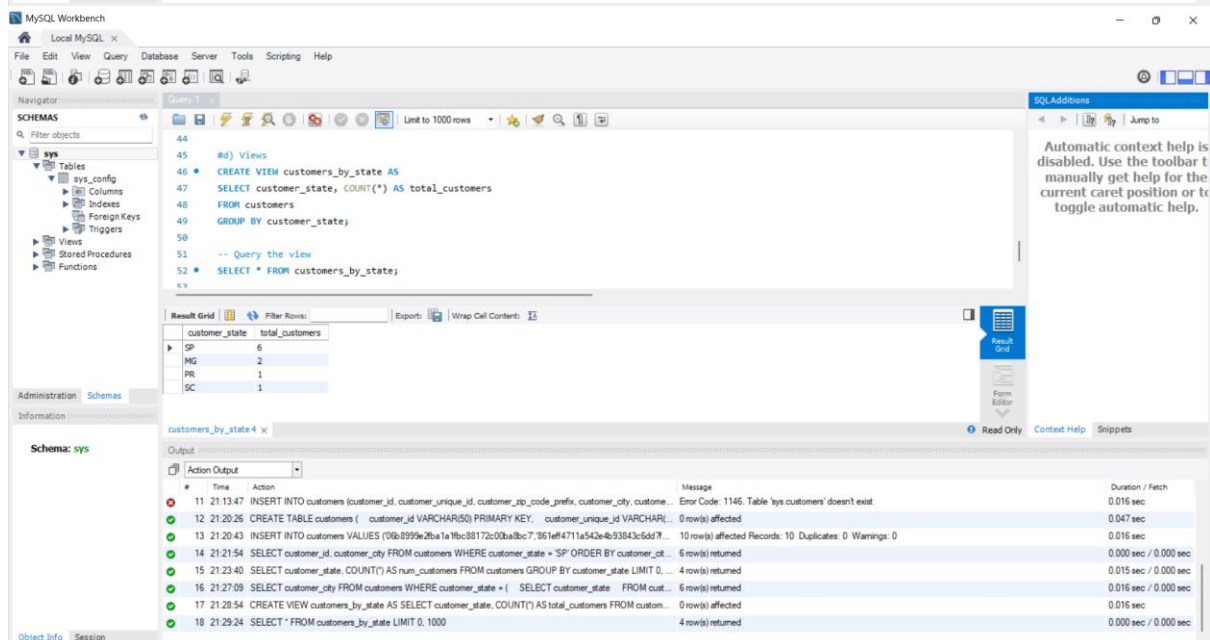 MySQL Workbench
Local MySQL ×
File Edit View Query Database Server Tools Scripting Help
Navigator
SCHEMAS
Filter objects
sys
Tables
sys_config
Columns
Indexes
Foreign Keys
Triggers
Views
Stored Procedures
Functions
Administration Schemas
Information
Schema: sys
Object Info Session
Query 1 ×
Limit to 1000 rows
44
45 #d) Views
46 CREATE VIEW customers_by_state AS
47 SELECT customer_state, COUNT(*) AS total_customers
48 FROM customers
49 GROUP BY customer_state;
50
51 -- Query the view
52 SELECT * FROM customers_by_state;
53
Result Grid Filter Rows: Export: Wrap Cell Content:
customer_state total_customers
SP 6
MG 2
PR 1
SC 1
Result Grid
Form Editor
customers_by_state 4 × Read Only
SQLAdditions
Jump to
Automatic context help is
disabled. Use the toolbar t
manually get help for the
current caret position or to
toggle automatic help.
Context Help Snippets
Output
Action Output
# Time Action Message Duration / Fetch
11 21:13:47 INSERT INTO customers (customer_id, customer_unique_id, customer_zip_code_prefix, customer_city, custome... Error Code: 1146. Table 'sys.customers' doesn't exist 0.016 sec
12 21:20:26 CREATE TABLE customers ( customer_id VARCHAR(50) PRIMARY KEY, customer_unique_id VARCHAR(... 0 row(s) affected 0.047 sec
13 21:20:43 INSERT INTO customers VALUES 10 row(s) affected Records: 10 Duplicates: 0 Warnings: 0 0.016 sec
14 21:21:54 SELECT customer_id, customer_city FROM customers WHERE customer_state = 'SP' ORDER BY customer_cit... 6 row(s) returned 0.000 sec / 0.000 sec
15 21:23:40 SELECT customer_state, COUNT(*) AS num_customers FROM customers GROUP BY customer_state LIMIT 0, ... 4 row(s) returned 0.015 sec / 0.000 sec
16 21:27:09 SELECT customer_city FROM customers WHERE customer_state = ( SELECT customer_state FROM cust... 6 row(s) returned 0.016 sec / 0.000 sec
17 21:28:54 CREATE VIEW customers_by_state AS SELECT customer_state, COUNT(*) AS total_customers FROM custom... 0 row(s) affected 0.016 sec
18 21:29:24 SELECT * FROM customers_by_state LIMIT 0, 1000 4 row(s) returned 0.000 sec / 0.000 sec